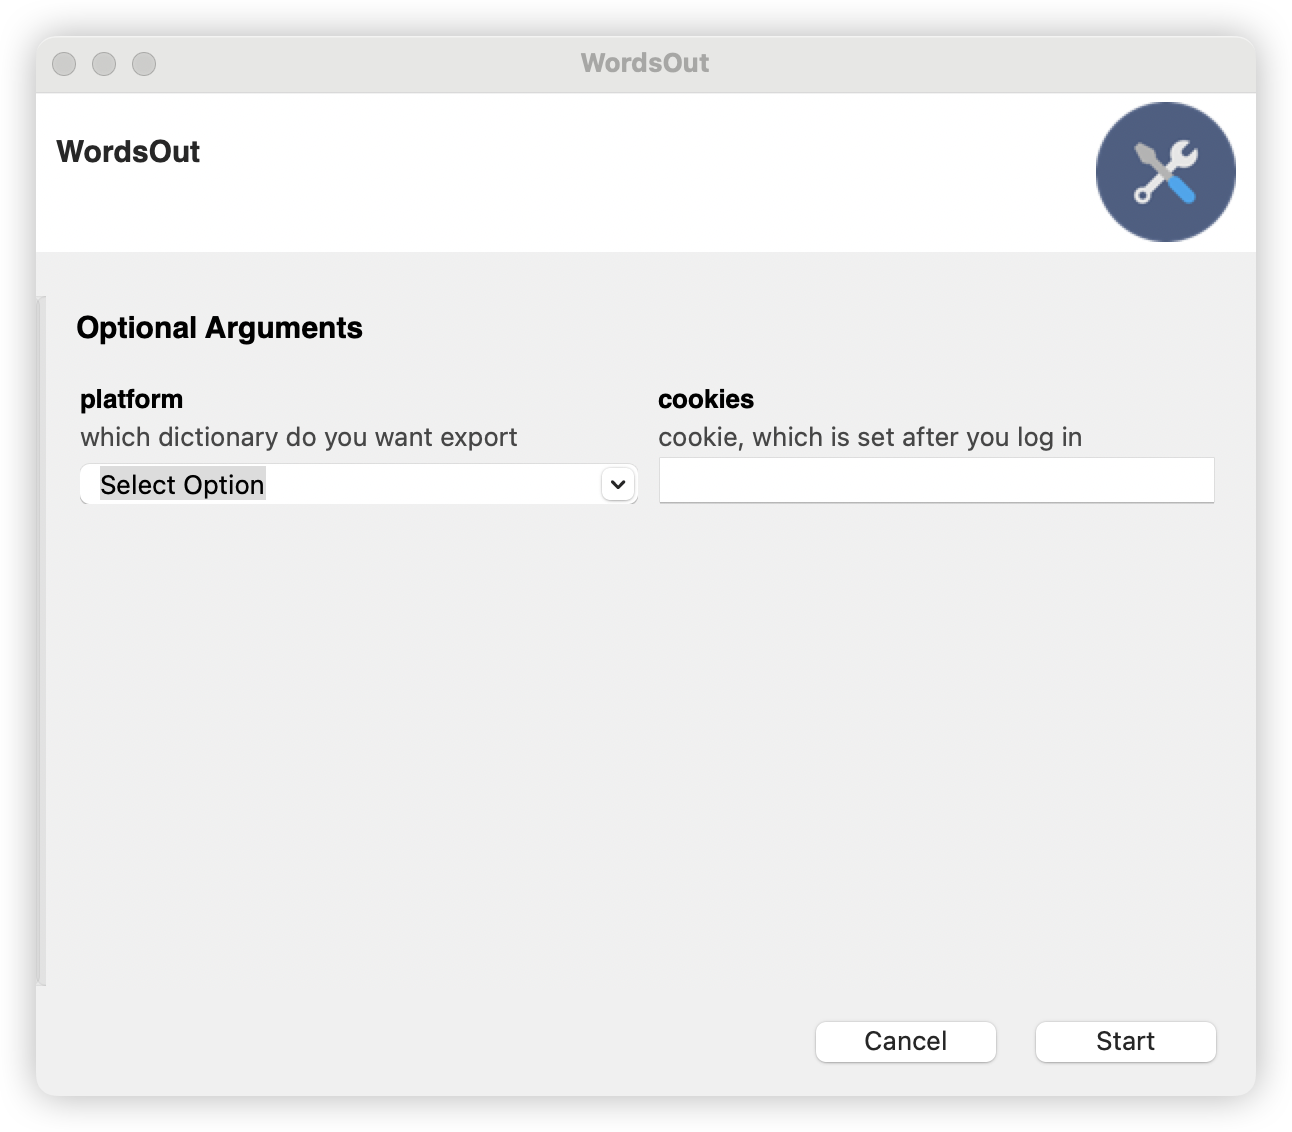 WordsOut
WordsOut
Optional Arguments
platform
which dictionary do you want export
Select Option
cookies
cookie, which is set after you log in
Cancel
Start